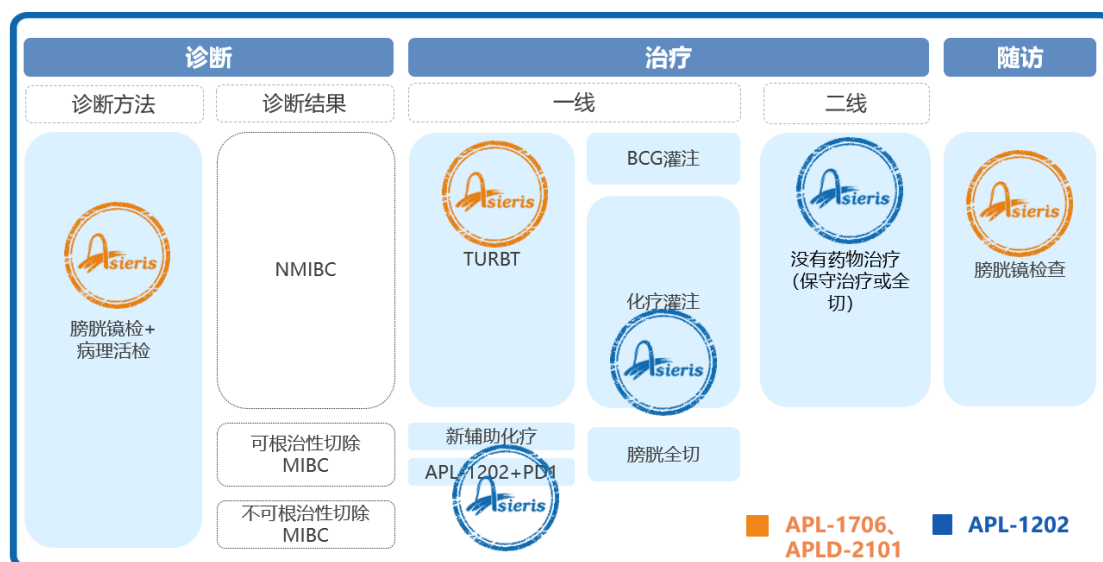 诊断
治疗
随访
诊断方法
诊断结果
一线
二线
Asieris
膀胱镜检+
病理活检
NMIBC
Asieris
TURBT
BCG灌注
化疗灌注
Asieris
Asieris
没有药物治疗
(保守治疗或全
切)
Asieris
膀胱镜检查
可根治性切除
MIBC
新辅助化疗
APL-1202+PD1
Asieris
膀胱全切
不可根治性切除
MIBC
APL-1706、
APLD-2101
APL-1202